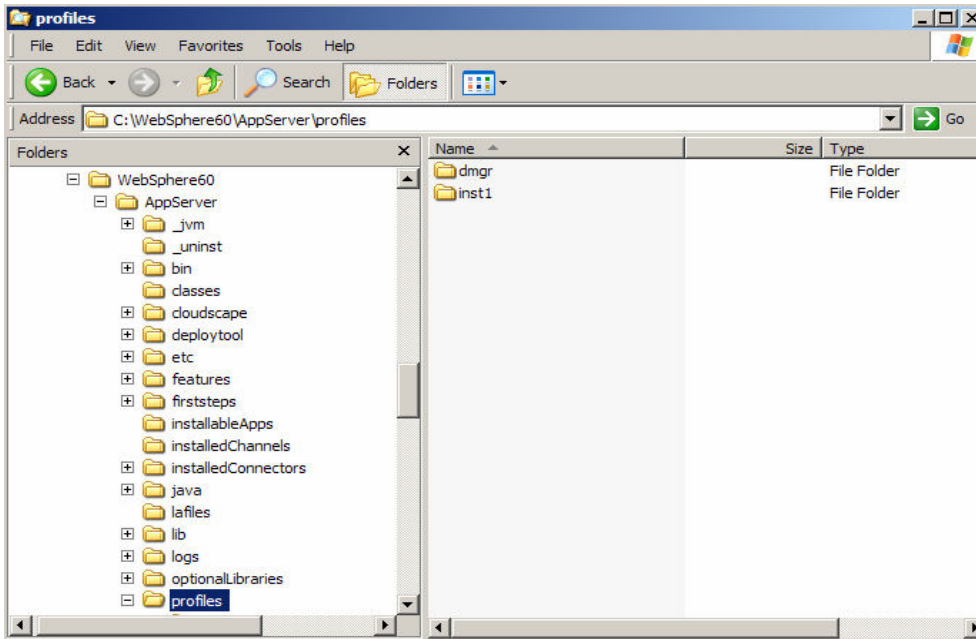 profiles
File Edit View Favorites Tools Help
Back Search Folders
Address C:\WebSphere60\AppServer\profiles Go
Folders Name Size Type
WebSphere60 dmgr File Folder
AppServer inst1 File Folder
_jvm
_uninst
bin
classes
cloudscape
deploytool
etc
features
firststeps
installableApps
installedChannels
installedConnectors
java
lafiles
lib
logs
optionalLibraries
profiles